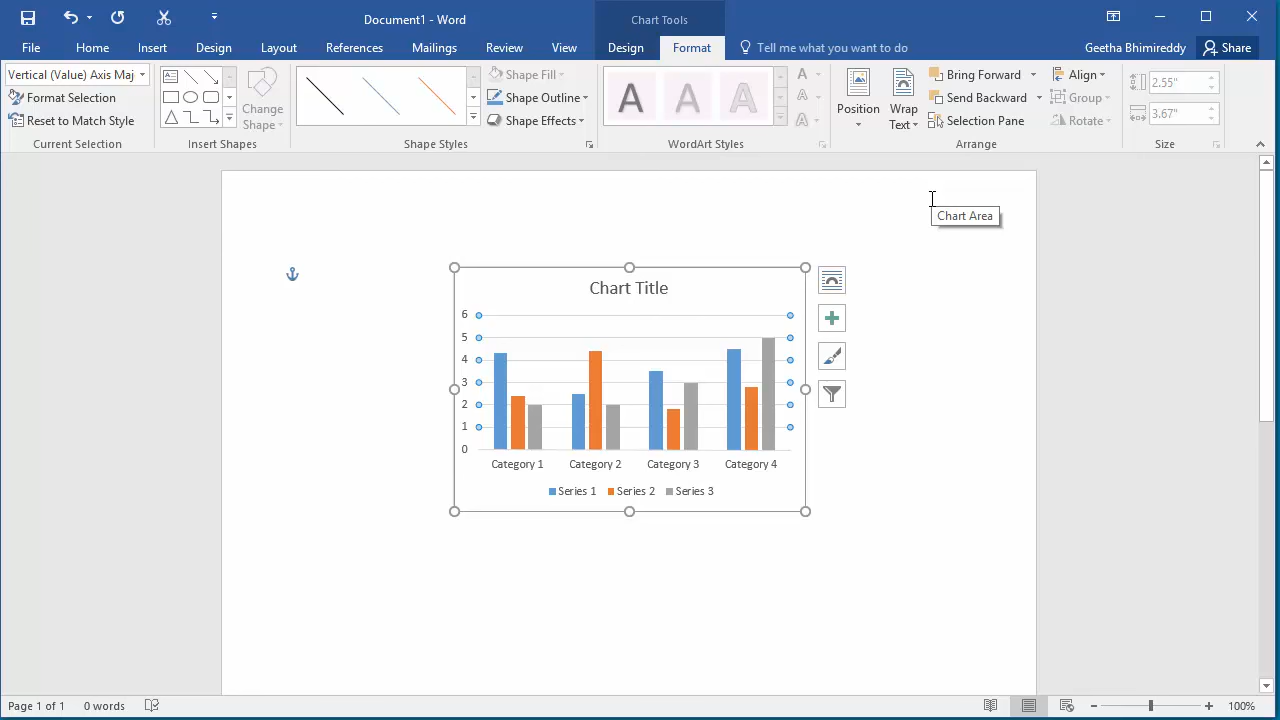 Document1 - Word
Chart Tools
File Home Insert Design Layout References Mailings Review View Design Format Tell me what you want to do Geetha Bhimireddy Share
Vertical (Value) Axis Maj
Format Selection
Reset to Match Style
Current Selection
Change
Shape
Insert Shapes
Shape Fill
Shape Outline
Shape Effects
Shape Styles
A A A
A
A
A
WordArt Styles
Position
Wrap
Text
Bring Forward
Send Backward
Selection Pane
Align
Group
Rotate
Arrange
2.55"
3.67"
Size
Chart Area
Chart Title
6
5
4
3
2
1
0
Category 1 Category 2 Category 3 Category 4
Series 1 Series 2 Series 3
Page 1 of 1 0 words 100%